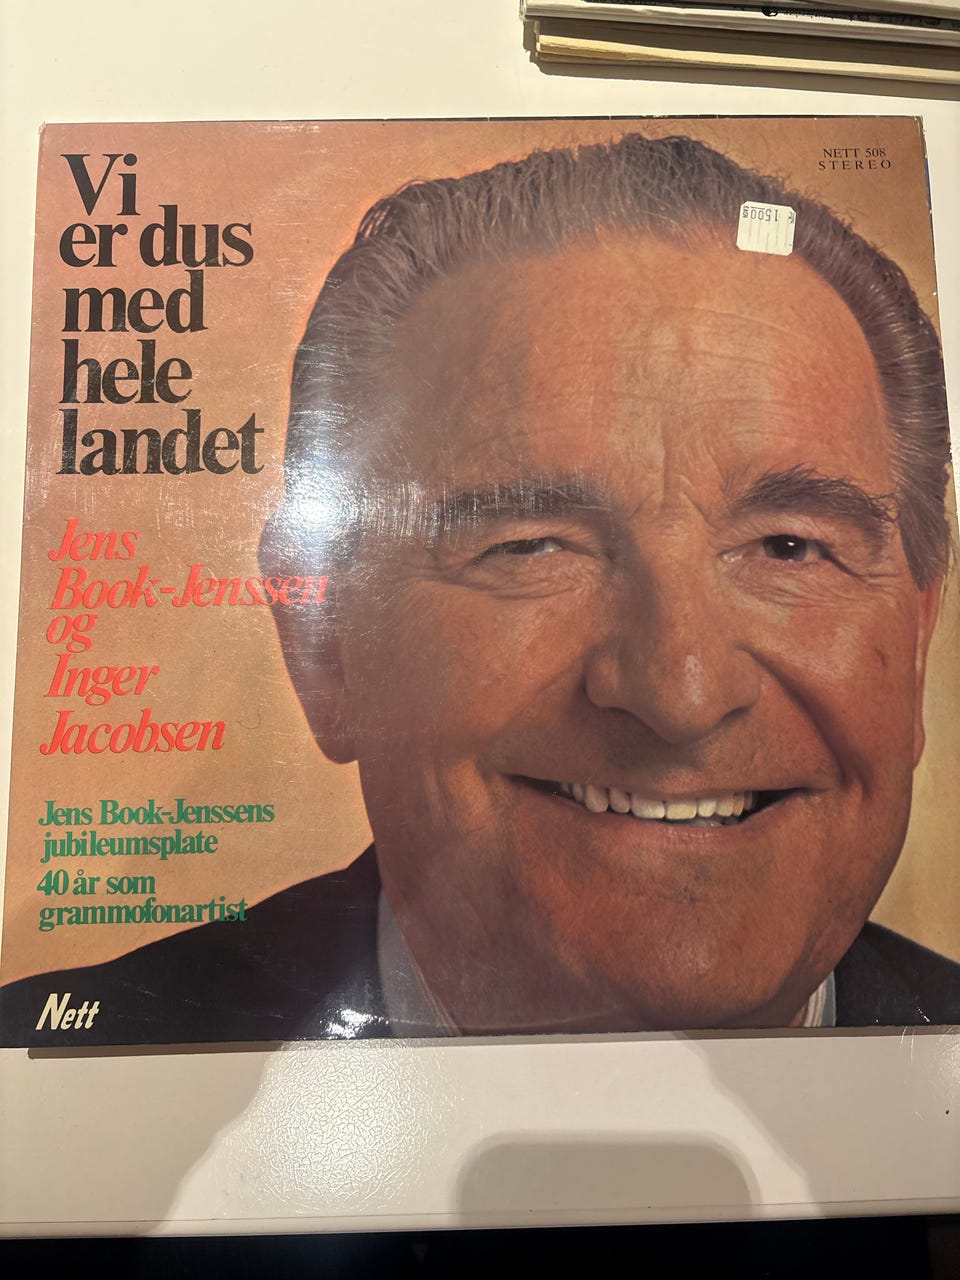 Vi
er dus
med
hele
landet
NETT 508
STEREO
1500
Jens
Book-Jenssen
og
Inger
Jacobsen
Jens Book-Jenssens
jubileumsplate
40 år som
grammofonartist
Nett